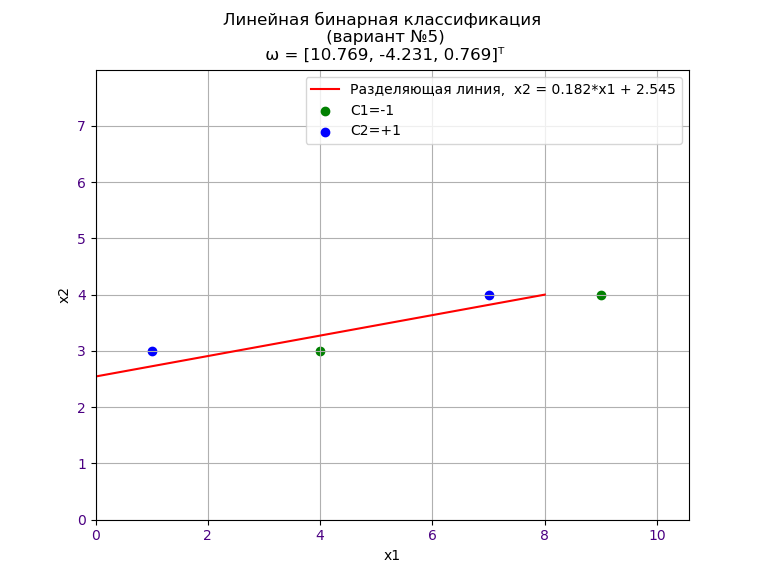 Линейная бинарная классификация
(вариант №5)
ω = [10.769, -4.231, 0.769]ᵀ
Разделяющая линия,  x2 = 0.182*x1 + 2.545
C1=-1
C2=+1
7
6
5
4
3
2
1
0
x2
0 2 4 6 8 10
x1